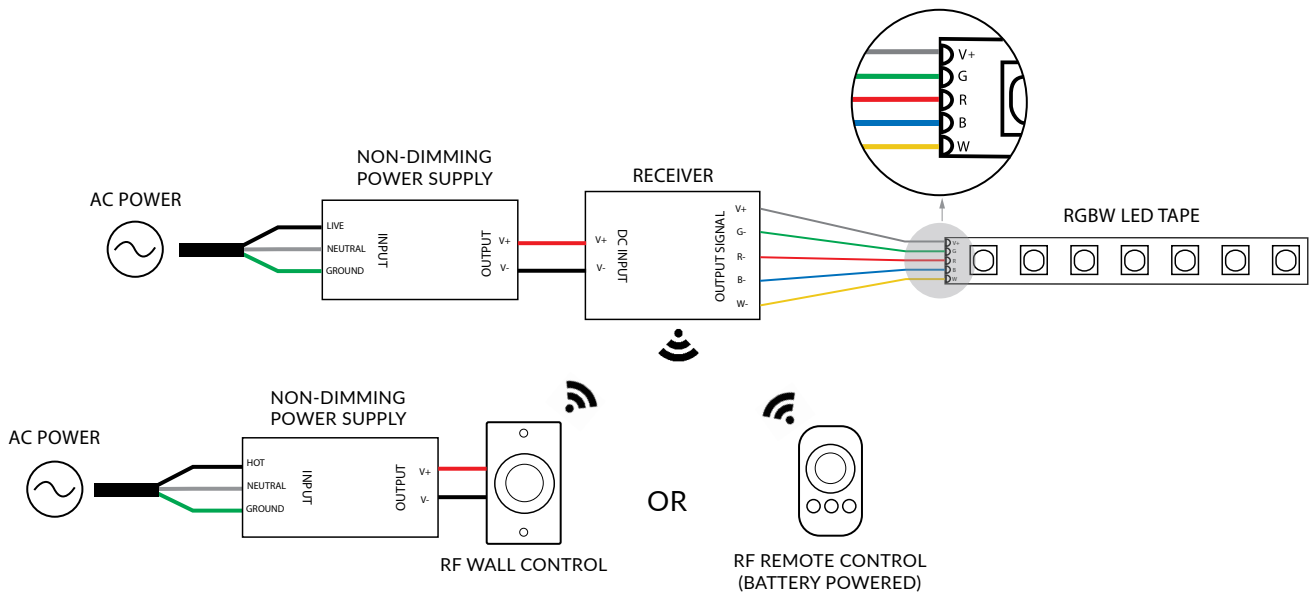 V+
G
R
B
W
NON-DIMMING
POWER SUPPLY
RECEIVER
AC POWER
RGBW LED TAPE
LIVE
NEUTRAL
GROUND
INPUT
OUTPUT
V+
V-
V+
V-
DC INPUT
OUTPUT SIGNAL
V+
G-
R-
B-
W-
V+
G
R
B
W
NON-DIMMING
POWER SUPPLY
AC POWER
HOT
NEUTRAL
GROUND
INPUT
OUTPUT
V+
V-
OR
RF WALL CONTROL
RF REMOTE CONTROL
(BATTERY POWERED)